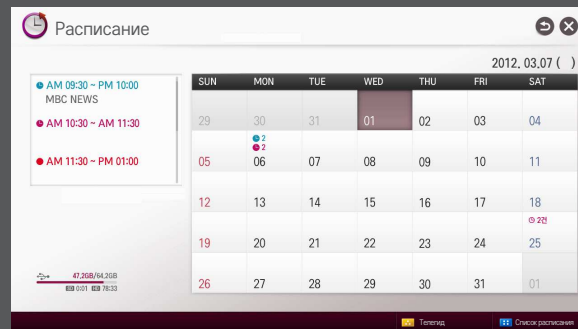 Расписание
2012. 03.07 ( )
AM 09:30 ~ PM 10:00
MBC NEWS
AM 10:30 ~ AM 11:30
AM 11:30 ~ PM 01:00
SUN MON TUE WED THU FRI SAT
29 30 31 01 02 03 04
2
2
05 06 07 08 09 10 11
12 13 14 15 16 17 18
2건
19 20 21 22 23 24 25
26 27 28 29 30 31 01
47.2GB/64.2GB
SD 0:01 HD 78:33
Телегид Список расписания